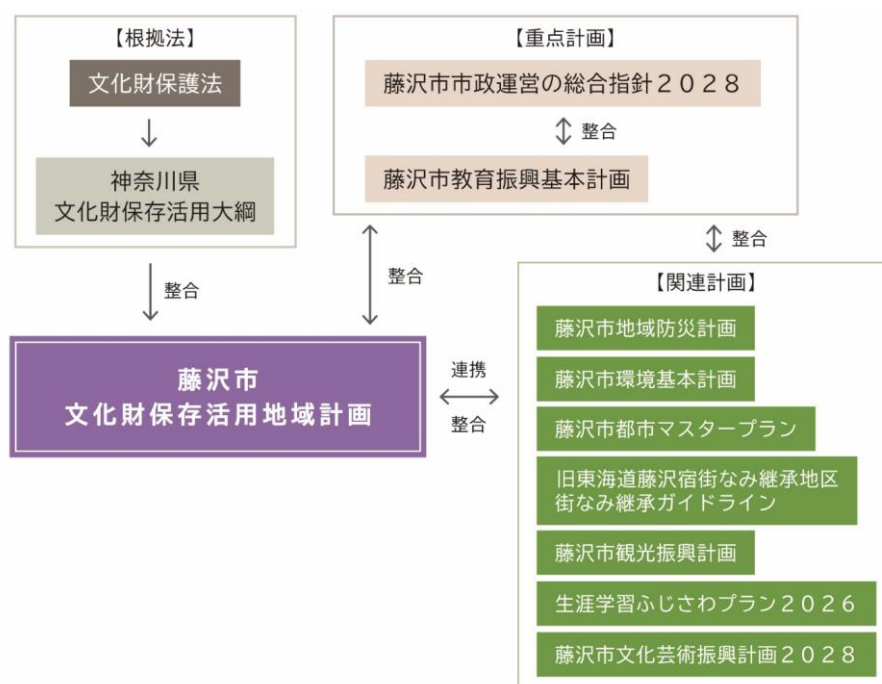 【根拠法】
文化財保護法
神奈川県
文化財保存活用大綱
整合
【重点計画】
藤沢市市政運営の総合指針２０２８
整合
藤沢市教育振興基本計画
整合
整合
藤沢市
文化財保存活用地域計画
連携
整合
【関連計画】
藤沢市地域防災計画
藤沢市環境基本計画
藤沢市都市マスタープラン
旧東海道藤沢宿街なみ継承地区
街なみ継承ガイドライン
藤沢市観光振興計画
生涯学習ふじさわプラン２０２６
藤沢市文化芸術振興計画２０２８